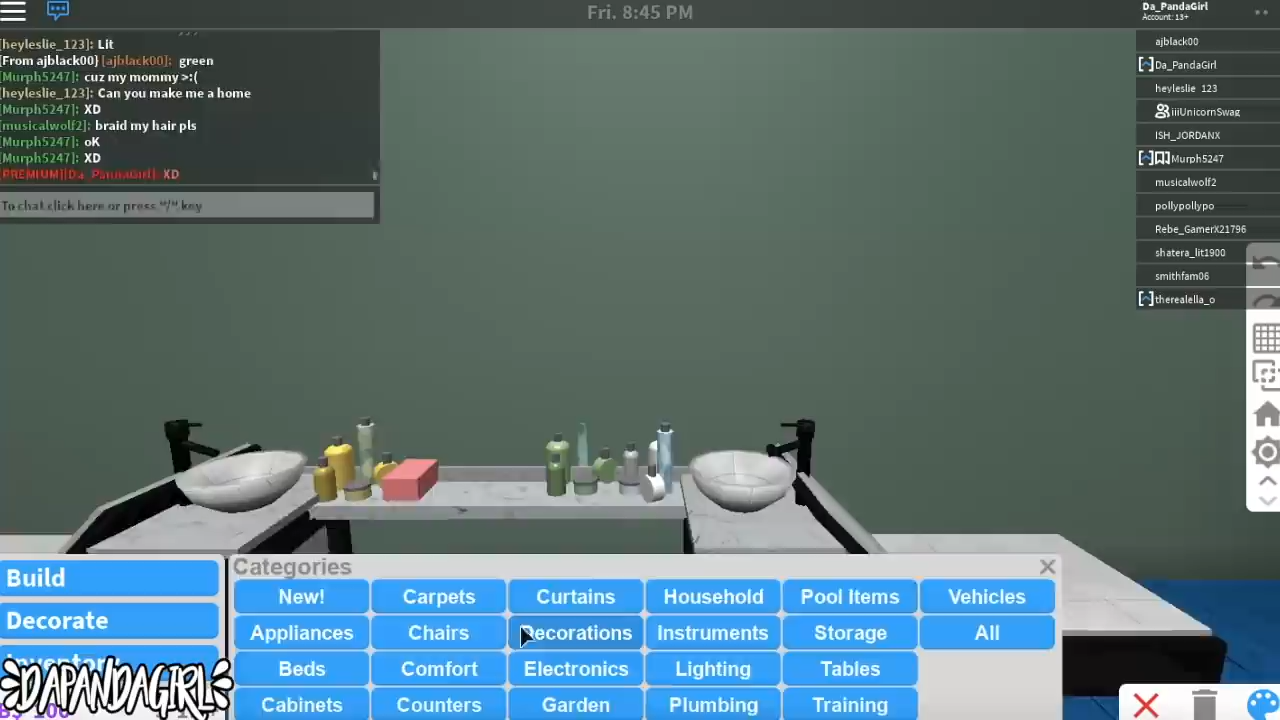 Fri. 8:45 PM
Da_PandaGirl
Account: 13+
[heyleslie_123]: Lit
[From ajblack00] [ajblack00]: green
[Murph5247]: cuz my mommy >:(
[heyleslie_123]: Can you make me a home
[Murph5247]: XD
[musicalwolf2]: braid my hair pls
[Murph5247]: oK
[Murph5247]: XD
[PREMIUM][Da_PandaGirl]: XD
To chat click here or press "/" key
ajblack00
Da_PandaGirl
heyleslie_123
iiiUnicornSwag
ISH_JORDANX
Murph5247
musicalwolf2
pollypollypo
Rebe_GamerX21796
shatera_lit1900
smithfam06
therealella_o
Build
Decorate
Inventor
DAPANDAGIRL
Categories
New! Carpets Curtains Household Pool Items Vehicles
Appliances Chairs Decorations Instruments Storage All
Beds Comfort Electronics Lighting Tables
Cabinets Counters Garden Plumbing Training